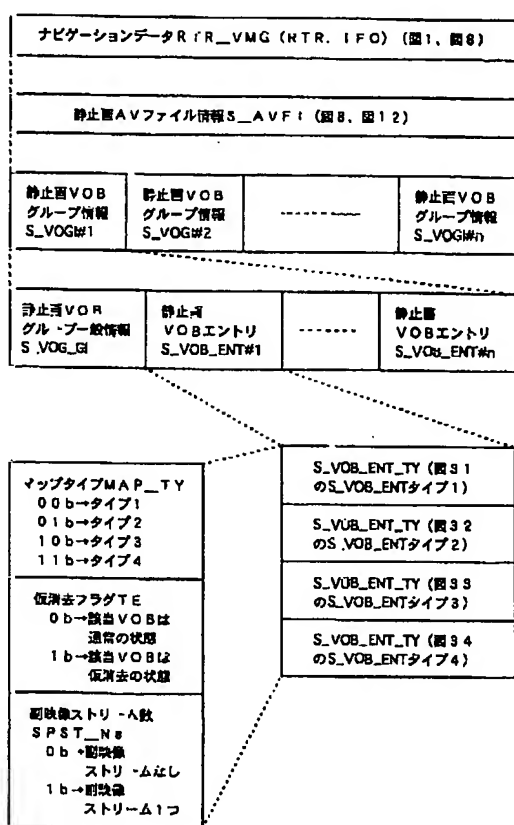 ナビゲーションデータRTR_VMG (RTR. IFO) (図1、図8)
静止画AVファイル情報S_AVFI (図8、図12)
静止画VOB
グループ情報
S_VOGI#1
静止画VOB
グループ情報
S_VOGI#2
静止画VOB
グループ情報
S_VOGI#n
静止画VOB
グループ一般情報
S_VOG_GI
静止画
VOBエントリ
S_VOB_ENT#1
静止画
VOBエントリ
S_VOB_ENT#n
マップタイプMAP_TY
00b→タイプ1
01b→タイプ2
10b→タイプ3
11b→タイプ4
仮消去フラグTE
0b→該当VOBは
通常の状態
1b→該当VOBは
仮消去の状態
副映像ストリーム数
SPST_Ns
0b→副映像
ストリームなし
1b→副映像
ストリーム1つ
S_VOB_ENT_TY (図31
のS_VOB_ENTタイプ1)
S_VOB_ENT_TY (図32
のS_VOB_ENTタイプ2)
S_VOB_ENT_TY (図33
のS_VOB_ENTタイプ3)
S_VOB_ENT_TY (図34
のS_VOB_ENTタイプ4)